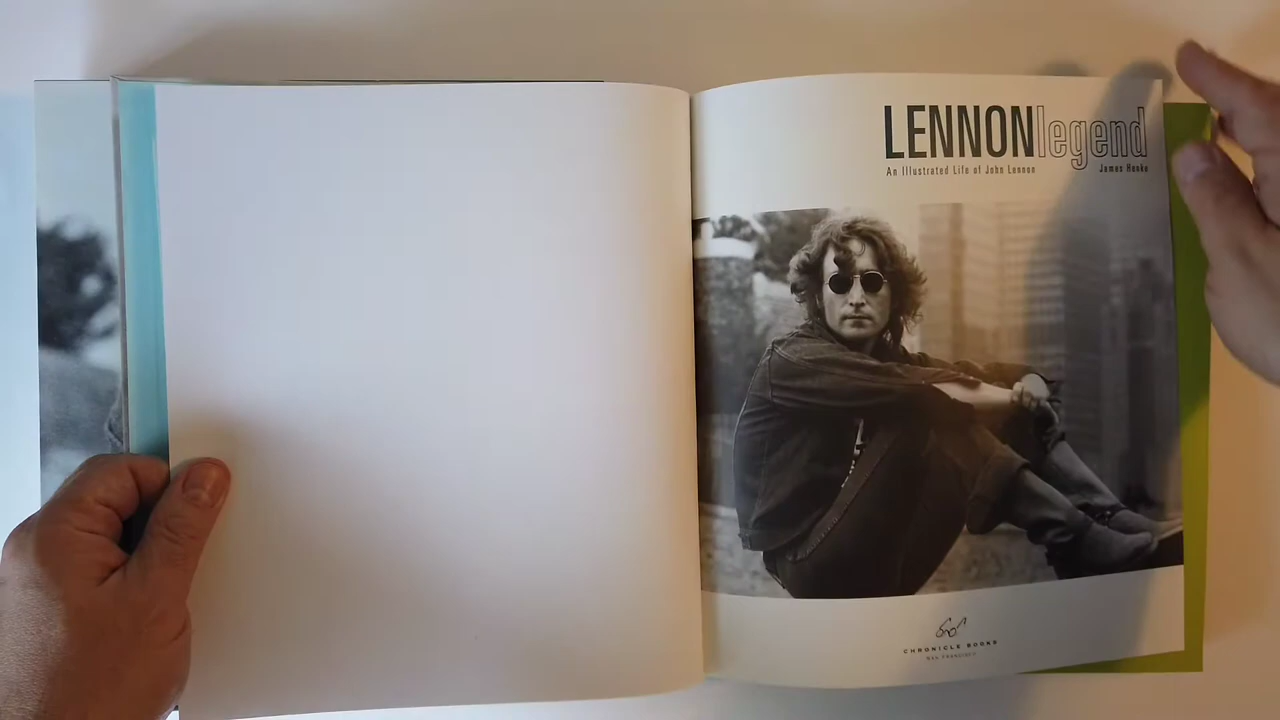 LENNONlegend
An Illustrated Life of John Lennon James Henke
CHRONICLE BOOKS
SAN FRANCISCO